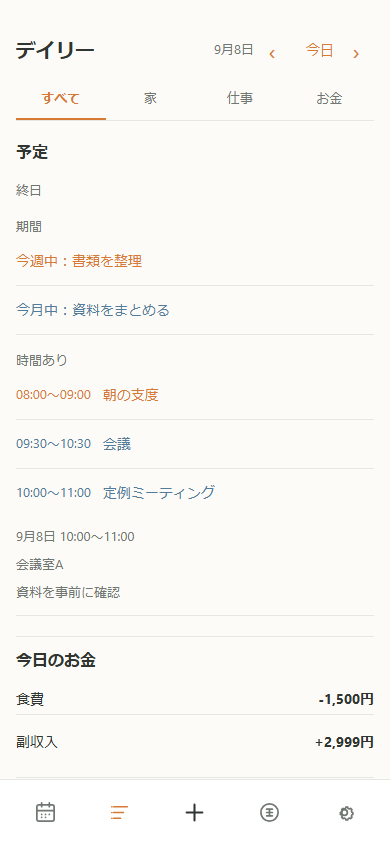 デイリー
9月8日 ‹ 今日 ›
すべて 家 仕事 お金
予定
終日
期間
今週中：書類を整理
今月中：資料をまとめる
時間あり
08:00〜09:00 朝の支度
09:30〜10:30 会議
10:00〜11:00 定例ミーティング
9月8日 10:00〜11:00
会議室A
資料を事前に確認
今日のお金
食費 -1,500円
副収入 +2,999円